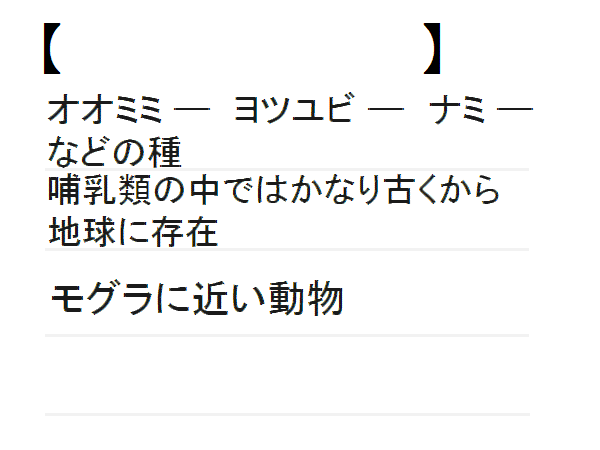 【 】
オオミミ ― ヨツユビ ― ナミ ―
などの種
哺乳類の中ではかなり古くから
地球に存在
モグラに近い動物